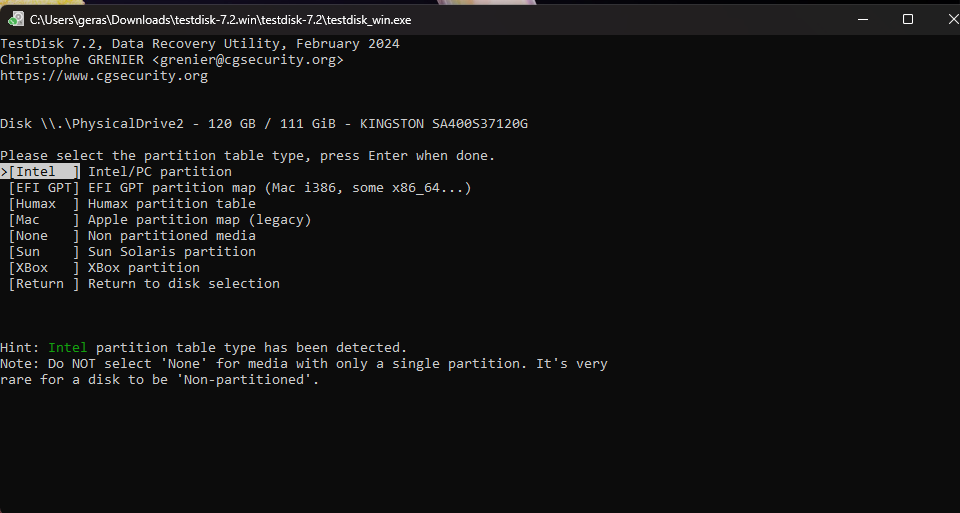 C:\Users\geras\Downloads\testdisk-7.2.win\testdisk-7.2\testdisk_win.exe
TestDisk 7.2, Data Recovery Utility, February 2024
Christophe GRENIER <grenier@cgsecurity.org>
https://www.cgsecurity.org
Disk \\.\PhysicalDrive2 - 120 GB / 111 GiB - KINGSTON SA400S37120G
Please select the partition table type, press Enter when done.
>[Intel  ] Intel/PC partition
 [EFI GPT] EFI GPT partition map (Mac i386, some x86_64...)
 [Humax  ] Humax partition table
 [Mac    ] Apple partition map (legacy)
 [None   ] Non partitioned media
 [Sun    ] Sun Solaris partition
 [XBox   ] XBox partition
 [Return ] Return to disk selection
Hint: Intel partition table type has been detected.
Note: Do NOT select 'None' for media with only a single partition. It's very
rare for a disk to be 'Non-partitioned'.